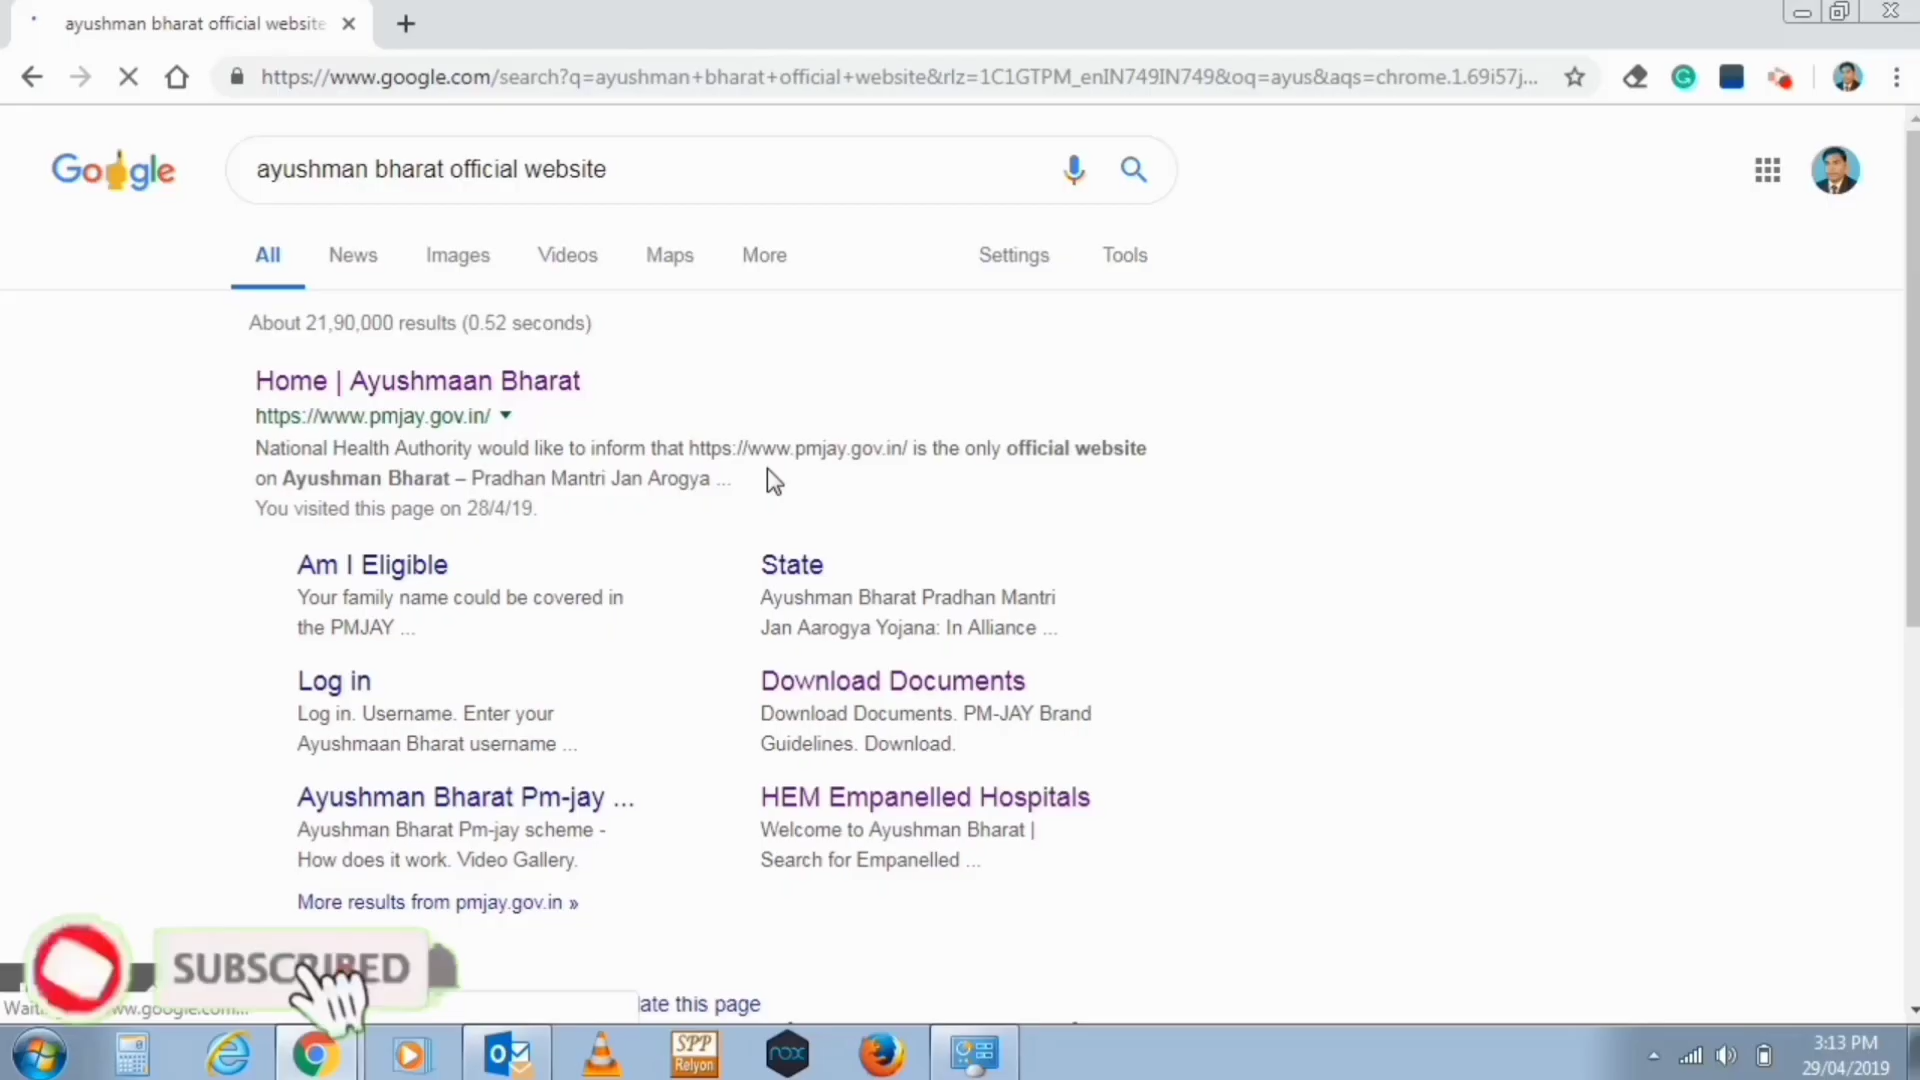 ayushman bharat official website
https://www.google.com/search?q=ayushman+bharat+official+website&rlz=1C1GTPM_enIN749IN749&oq=ayus&aqs=chrome.1.69i57j...
Google
ayushman bharat official website
All News Images Videos Maps More Settings Tools
About 21,90,000 results (0.52 seconds)
Home | Ayushmaan Bharat
https://www.pmjay.gov.in/
National Health Authority would like to inform that https://www.pmjay.gov.in/ is the only official website
on Ayushman Bharat – Pradhan Mantri Jan Arogya ...
You visited this page on 28/4/19.
Am I Eligible
Your family name could be covered in
the PMJAY ...
State
Ayushman Bharat Pradhan Mantri
Jan Aarogya Yojana: In Alliance ...
Log in
Log in. Username. Enter your
Ayushmaan Bharat username ...
Download Documents
Download Documents. PM-JAY Brand
Guidelines. Download.
Ayushman Bharat Pm-jay ...
Ayushman Bharat Pm-jay scheme -
How does it work. Video Gallery.
HEM Empanelled Hospitals
Welcome to Ayushman Bharat |
Search for Empanelled ...
More results from pmjay.gov.in »
SUBSCRIBED
ate this page
SPP
Relyon
nox
3:13 PM
29/04/2019